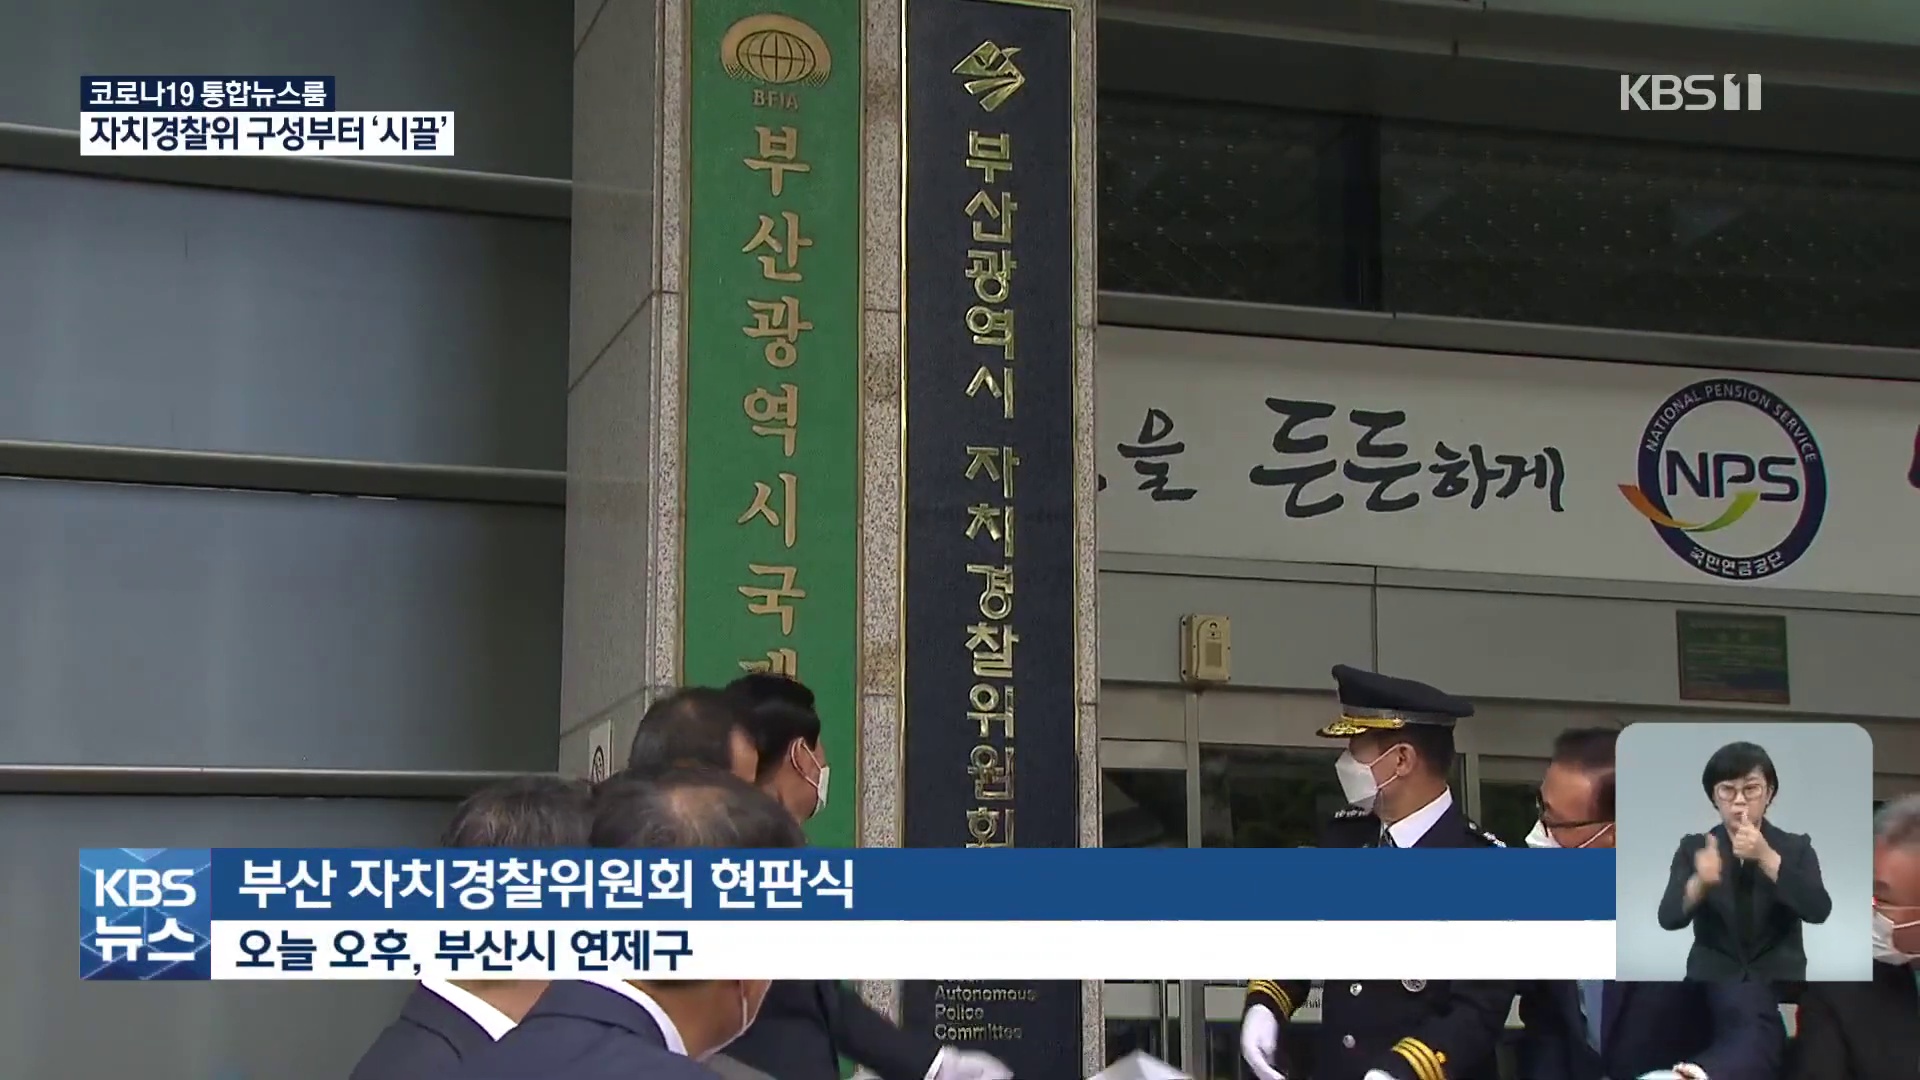 코로나19 통합뉴스룸
자치경찰위 구성부터 ‘시끌’
KBS 1
BFIA
부산광역시국제
부산광역시 자치경찰위원회
을 든든하게
NATIONAL PENSION SERVICE
NPS
국민연금공단
KBS
뉴스
부산 자치경찰위원회 현판식
오늘 오후, 부산시 연제구
Autonomous
Police
Committee